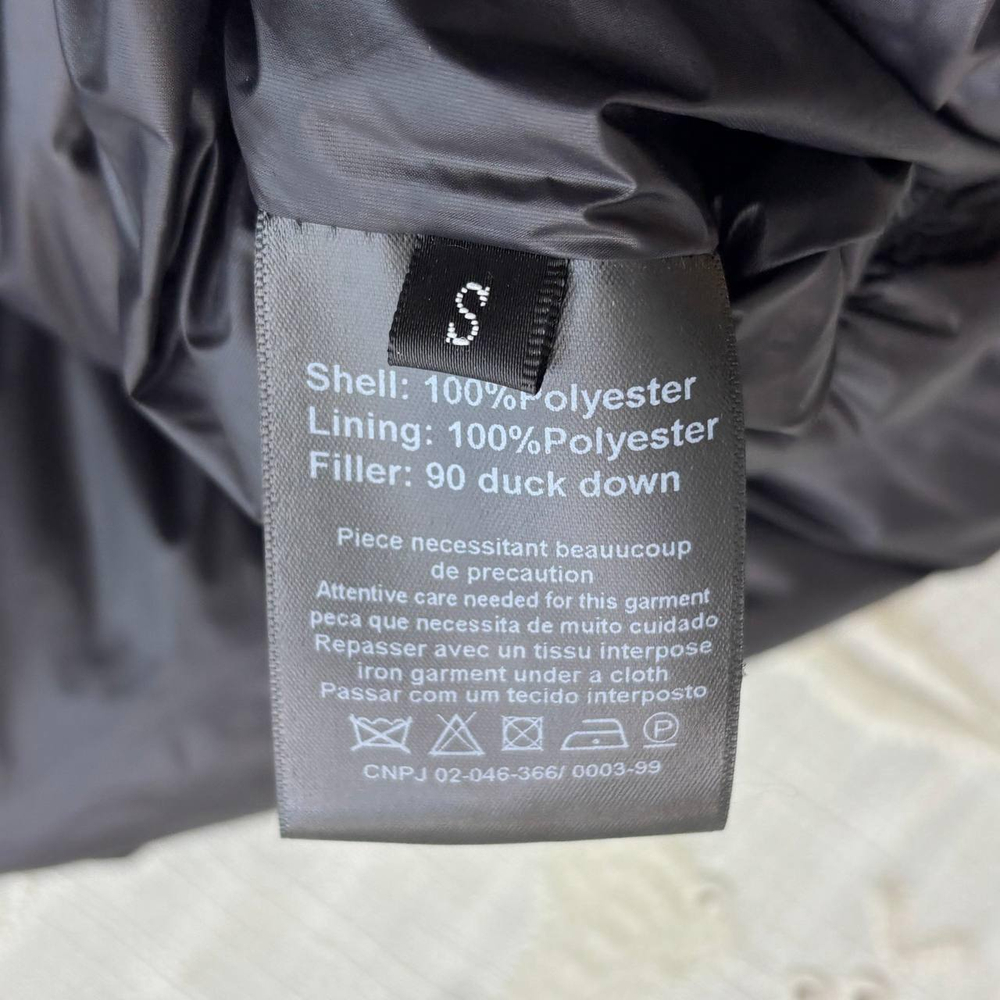 S
Shell: 100%Polyester
Lining: 100%Polyester
Filler: 90 duck down
Piece necessitant beauucoup
de precaution
Attentive care needed for this garment
peca que necessita de muito cuidado
Repasser avec un tissu interpose
iron garment under a cloth
Passar com um tecido interposto
P
CNPJ 02-046-366/ 0003-99